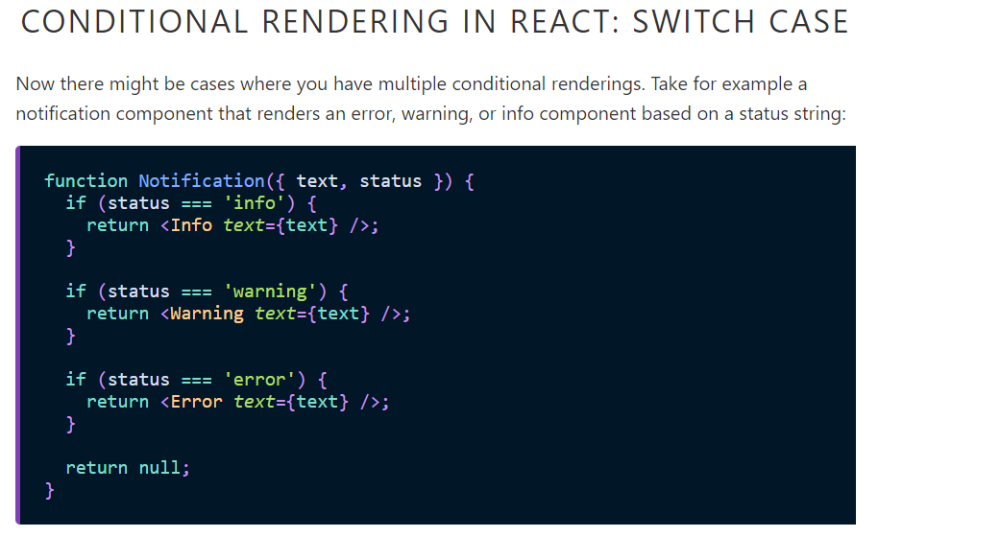 CONDITIONAL RENDERING IN REACT: SWITCH CASE
Now there might be cases where you have multiple conditional renderings. Take for example a
notification component that renders an error, warning, or info component based on a status string:
function Notification({ text, status }) {
  if (status === 'info') {
    return <Info text={text} />;
  }

  if (status === 'warning') {
    return <Warning text={text} />;
  }

  if (status === 'error') {
    return <Error text={text} />;
  }

  return null;
}